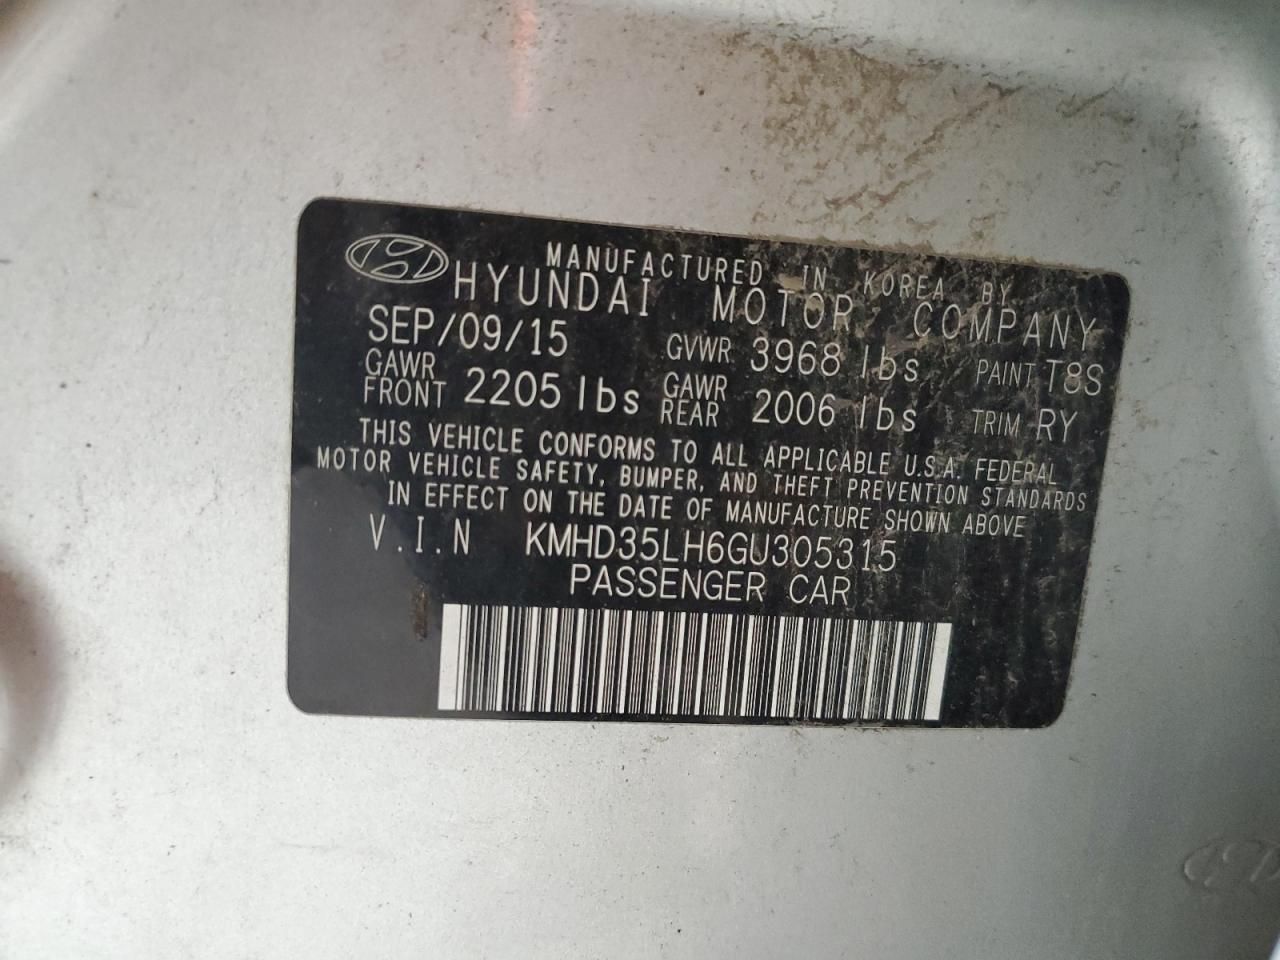 MANUFACTURED IN KOREA BY
HYUNDAI MOTOR COMPANY
SEP/09/15 GVWR 3968 lbs PAINT T8S
GAWR FRONT 2205 lbs GAWR REAR 2006 lbs TRIM RY
THIS VEHICLE CONFORMS TO ALL APPLICABLE U.S.A. FEDERAL
MOTOR VEHICLE SAFETY, BUMPER, AND THEFT PREVENTION STANDARDS
IN EFFECT ON THE DATE OF MANUFACTURE SHOWN ABOVE
V.I.N KMHD35LH6GU305315
PASSENGER CAR